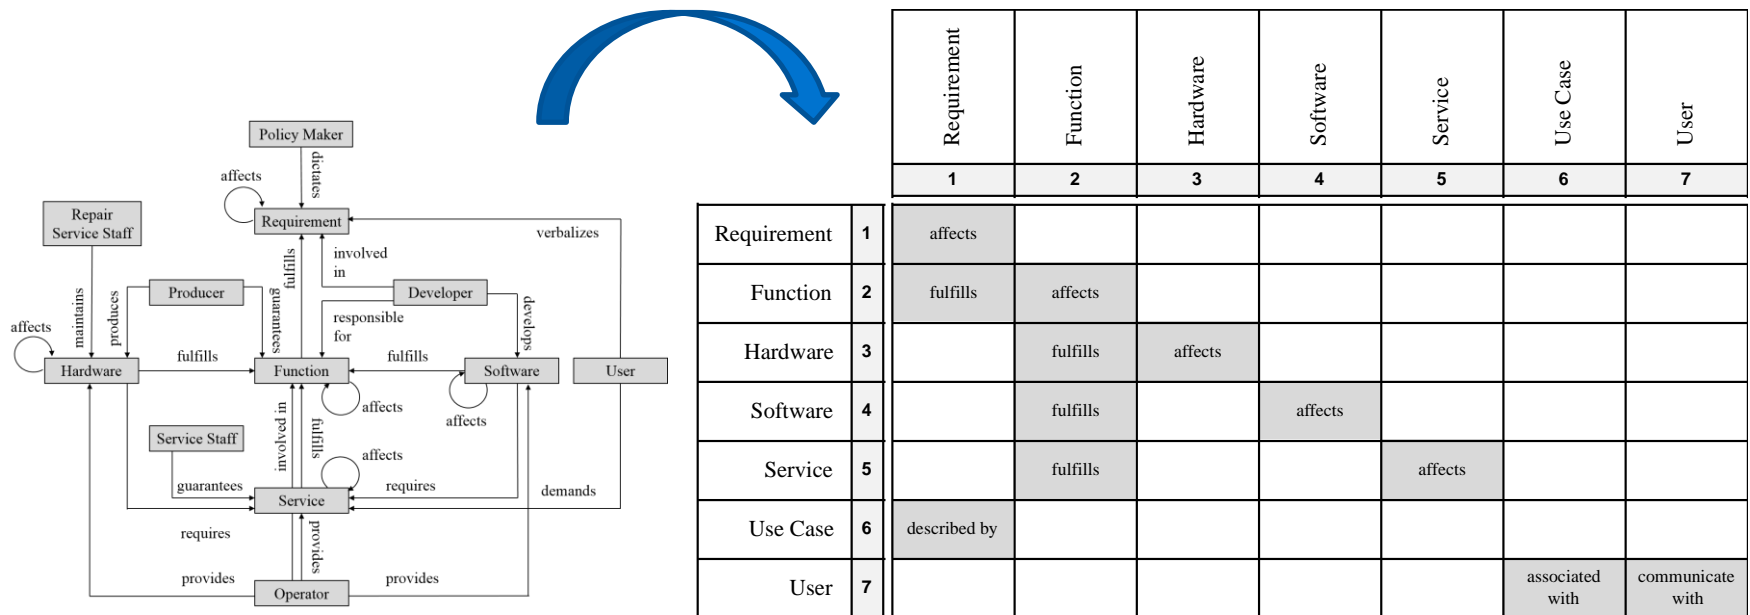 Policy Maker
dictates
affects
Requirement
Repair
Service Staff
verbalizes
involved
in
fulfills
Producer
guarantees
Developer
maintains
produces
responsible
for
develops
affects
fulfills
fulfills
Hardware
Function
Software
User
affects
affects
involved in
fulfills
Service Staff
affects
guarantees
requires
demands
Service
requires
provides
provides
provides
Operator
Requirement
Function
Hardware
Software
Service
Use Case
User
1 2 3 4 5 6 7
Requirement 1 affects
Function 2 fulfills affects
Hardware 3 fulfills affects
Software 4 fulfills affects
Service 5 fulfills affects
Use Case 6 described by
User 7 associated with communicate with